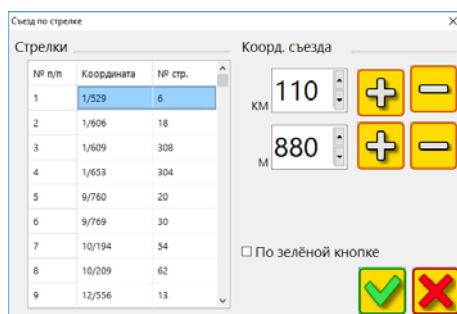 Съезд по стрелке
Стрелки
№ п/п Координата № стр.
1 1/529 6
2 1/606 18
3 1/609 308
4 1/653 304
5 9/760 20
6 9/769 30
7 10/194 54
8 10/209 62
9 12/556 13
Коорд. съезда
км 110
м 880
По зелёной кнопке